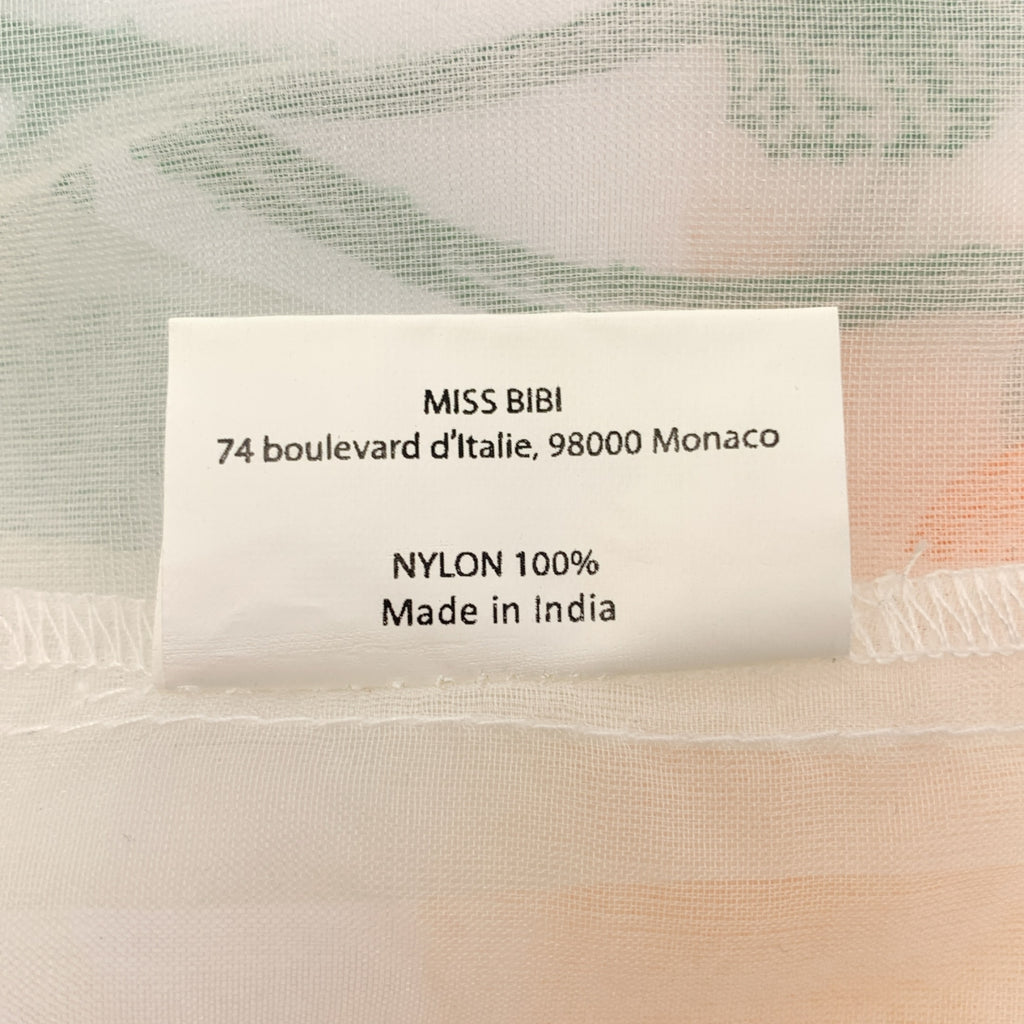 MISS BIBI
74 boulevard d'Italie, 98000 Monaco
NYLON 100%
Made in India